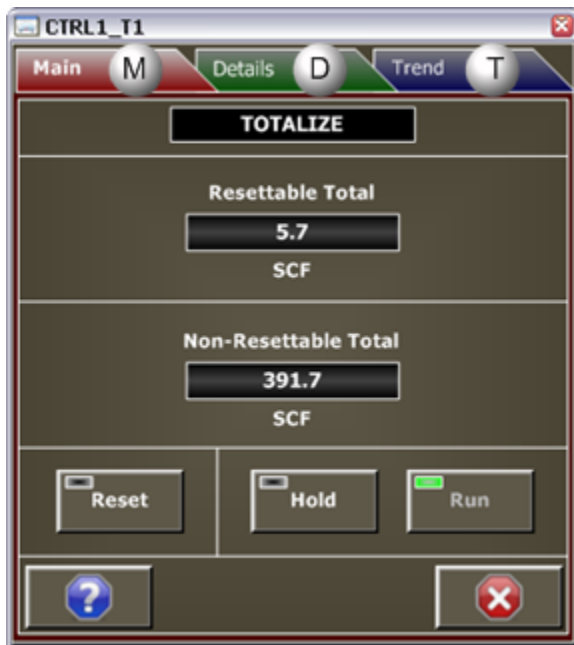 CTRL1_T1
Main M Details D Trend T
TOTALIZE
Resettable Total
5.7
SCF
Non-Resettable Total
391.7
SCF
Reset Hold Run
?